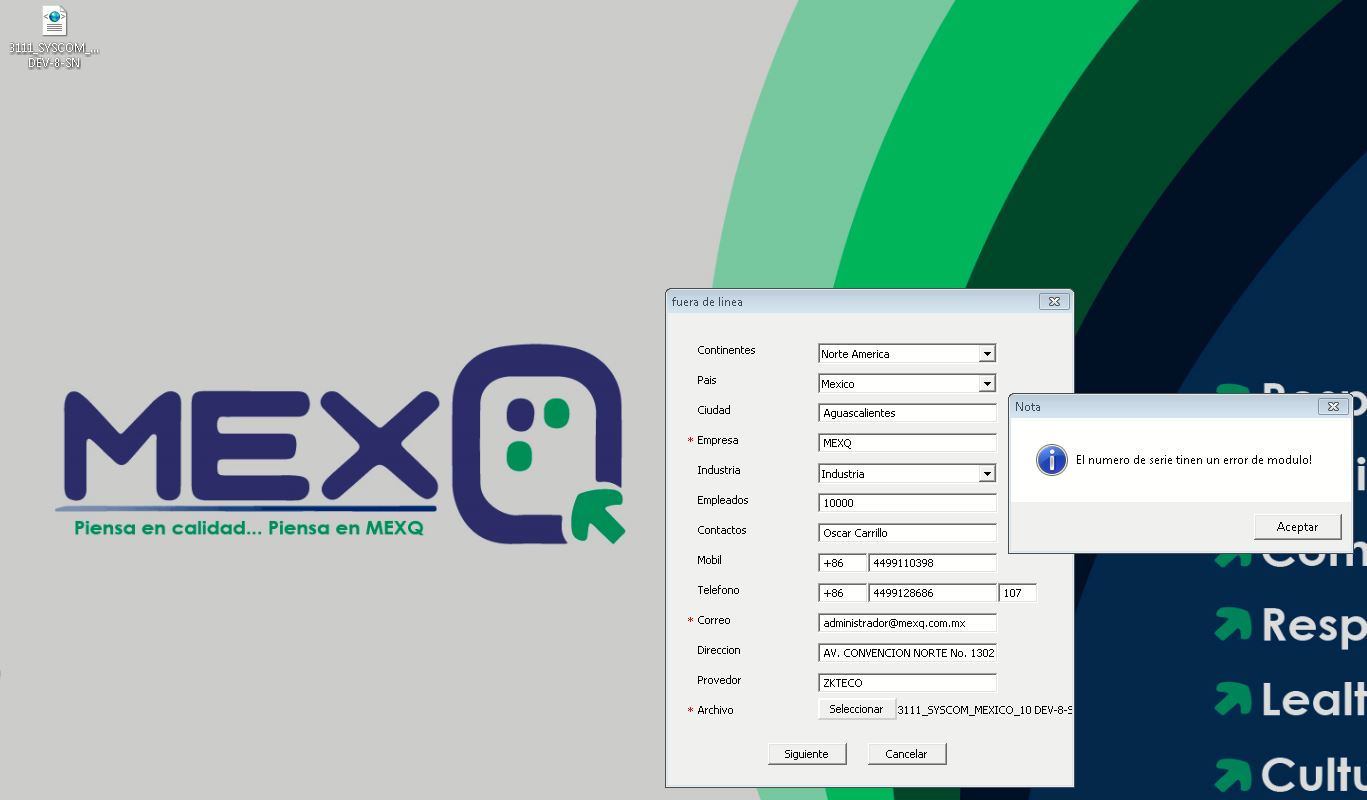 3111_SYSCOM_...
DEV-8-SN
MEXQ
Piensa en calidad... Piensa en MEXQ
fuera de linea
Continentes Norte America
Pais Mexico
Ciudad Aguascalientes
* Empresa MEXQ
Industria Industria
Empleados 10000
Contactos Oscar Carrillo
Mobil +86 4499110398
Telefono +86 4499128686 107
* Correo administrador@mexq.com.mx
Direccion AV. CONVENCION NORTE No. 1302
Provedor ZKTECO
* Archivo Seleccionar 3111_SYSCOM_MEXICO_10 DEV-8-S
Siguiente Cancelar
Nota
El numero de serie tinen un error de modulo!
Aceptar
Resp
Com
Resp
Lealt
Cultu